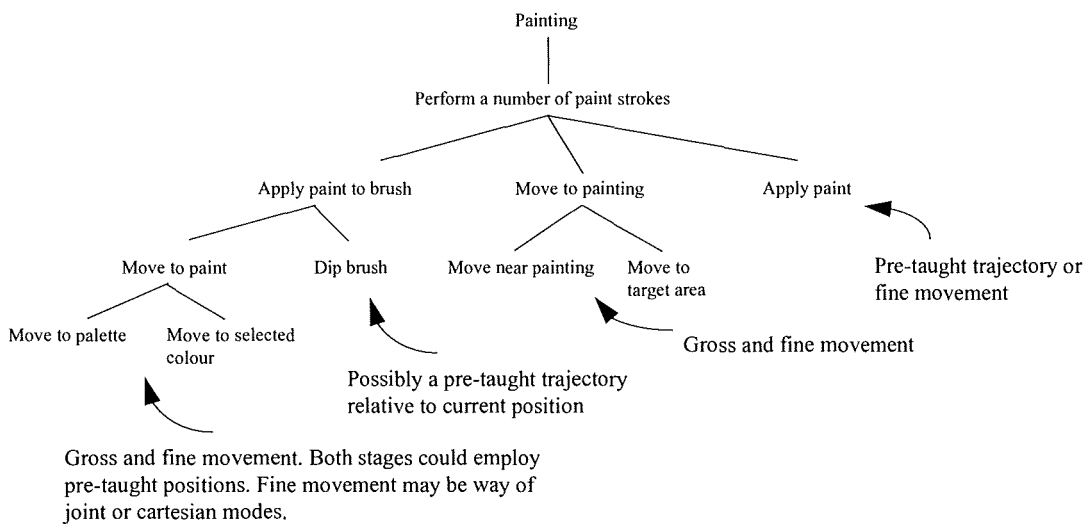 Painting
Perform a number of paint strokes
Apply paint to brush
Move to painting
Apply paint
Move to paint
Dip brush
Move near painting
Move to
target area
Pre-taught trajectory or
fine movement
Move to palette
Move to selected
colour
Gross and fine movement
Possibly a pre-taught trajectory
relative to current position
Gross and fine movement. Both stages could employ
pre-taught positions. Fine movement may be way of
joint or cartesian modes.